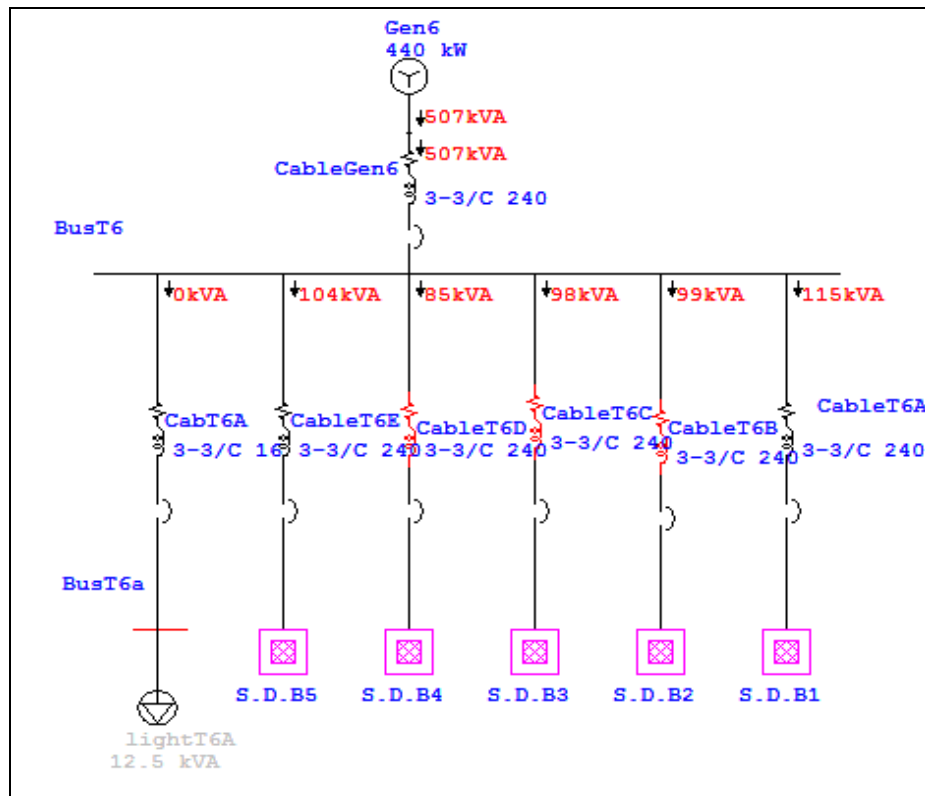 Gen6
440 kW
507kVA
507kVA
CableGen6
3-3/C 240
BusT6
0kVA
104kVA
85kVA
98kVA
99kVA
115kVA
CabT6A
3-3/C 16
CableT6E
3-3/C 240
CableT6D
3-3/C 240
CableT6C
3-3/C 240
CableT6B
3-3/C 240
CableT6A
3-3/C 240
BusT6a
S.D.B5
S.D.B4
S.D.B3
S.D.B2
S.D.B1
lightT6A
12.5 kVA